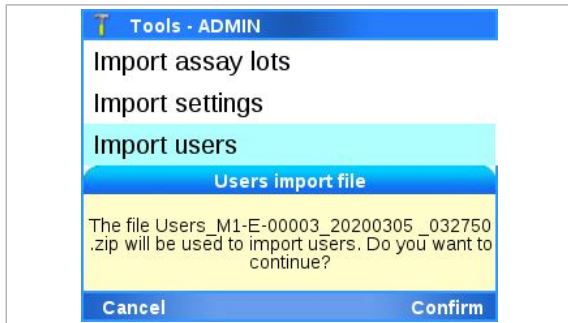 Tools - ADMIN
Import assay lots
Import settings
Import users
Users import file
The file Users_M1-E-00003_20200305 _032750
.zip will be used to import users. Do you want to
continue?
Cancel Confirm